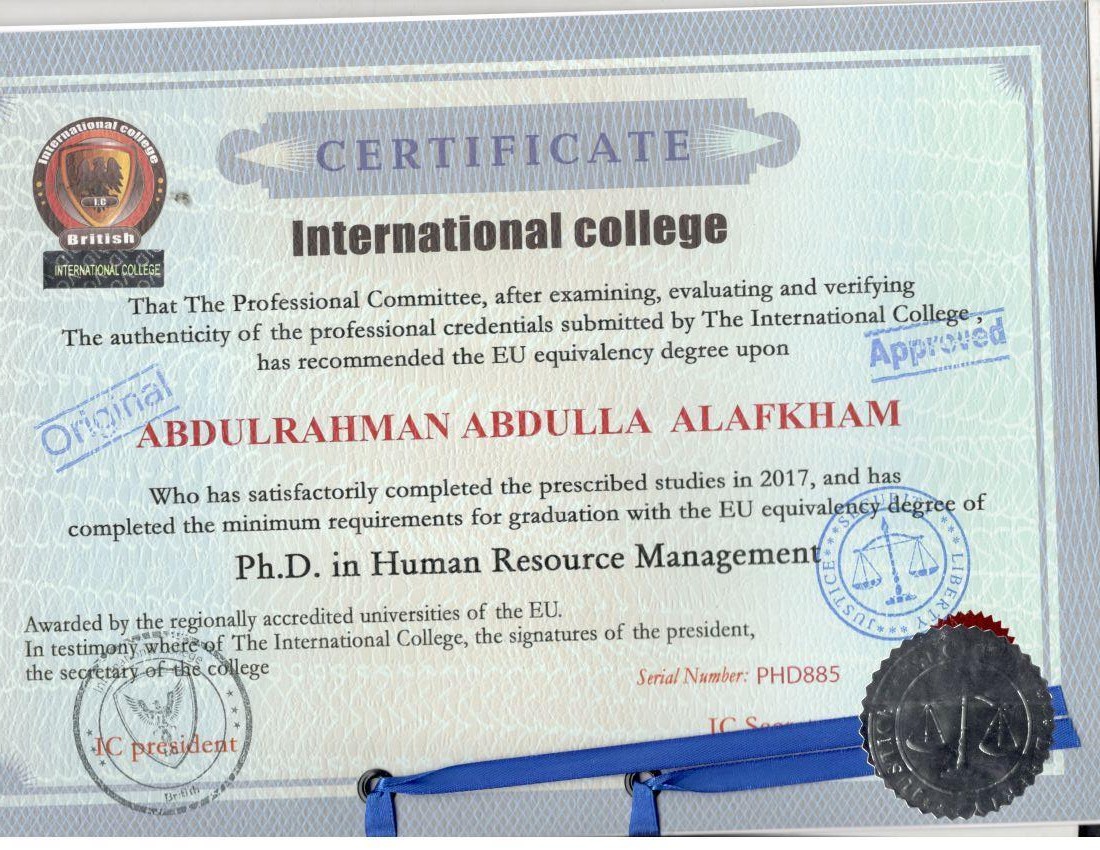 CERTIFICATE
International college
I.C
British
INTERNATIONAL COLLEGE
International college
That The Professional Committee, after examining, evaluating and verifying
The authenticity of the professional credentials submitted by The International College ,
has recommended the EU equivalency degree upon
Approved
Original
ABDULRAHMAN ABDULLA ALAFKHAM
Who has satisfactorily completed the prescribed studies in 2017, and has
completed the minimum requirements for graduation with the EU equivalency degree of
Ph.D. in Human Resource Management
SECURITY *** LIBERTY *** JUSTICE ***
Awarded by the regionally accredited universities of the EU.
In testimony where of The International College, the signatures of the president,
the secretary of the college
Serial Number: PHD885
IC
IC president
British